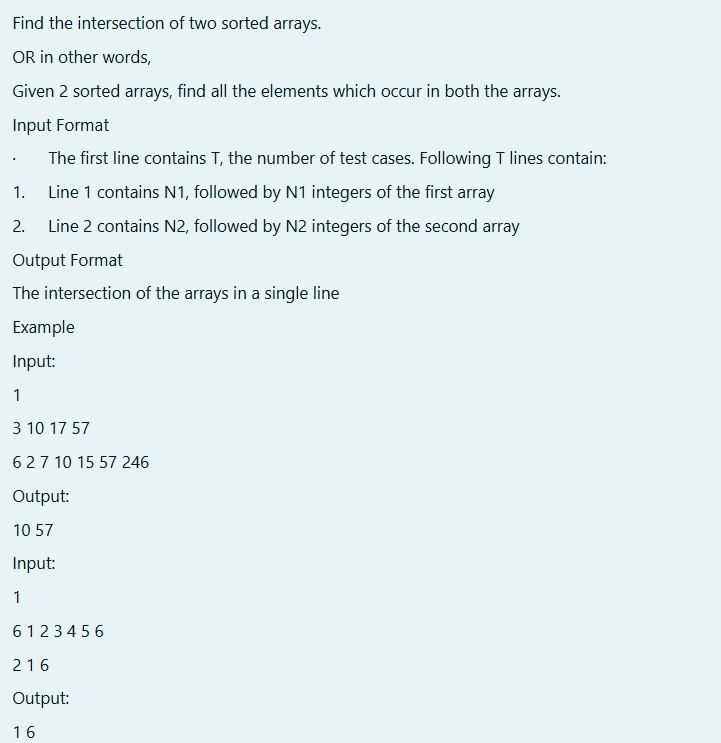 Find the intersection of two sorted arrays.
OR in other words,
Given 2 sorted arrays, find all the elements which occur in both the arrays.
Input Format
· The first line contains T, the number of test cases. Following T lines contain:
1. Line 1 contains N1, followed by N1 integers of the first array
2. Line 2 contains N2, followed by N2 integers of the second array
Output Format
The intersection of the arrays in a single line
Example
Input:
1
3 10 17 57
6 2 7 10 15 57 246
Output:
10 57
Input:
1
6 1 2 3 4 5 6
2 1 6
Output:
1 6